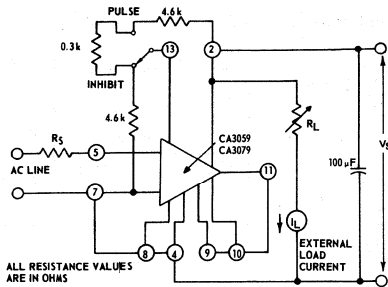 PULSE
4.6k
0.3k
INHIBIT
13
2
4.6k
CA3059
CA3079
RS
5
AC LINE
7
11
RL
100 µF
VS
8
4
9
10
IL
EXTERNAL
LOAD
CURRENT
ALL RESISTANCE VALUES
ARE IN OHMS